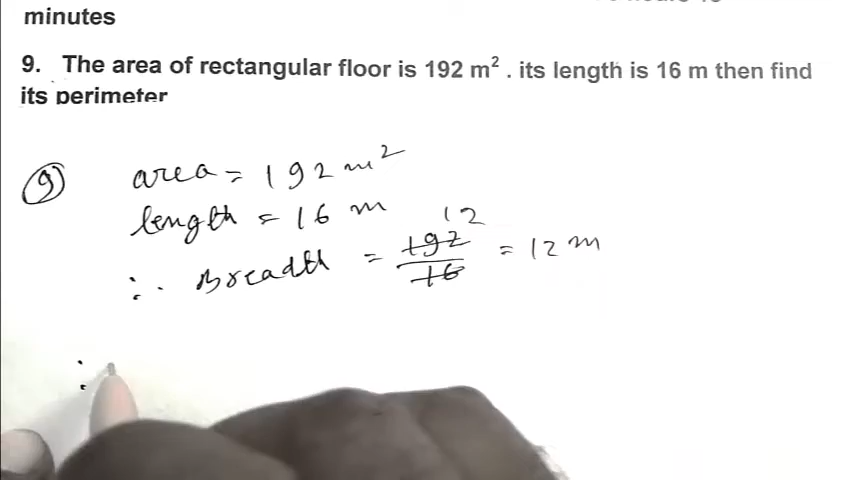 minutes
9. The area of rectangular floor is 192 m² . its length is 16 m then find
its perimeter
9 area = 192 m²
length = 16 m
12
∴ Breadth = 192/16 = 12 m
∴